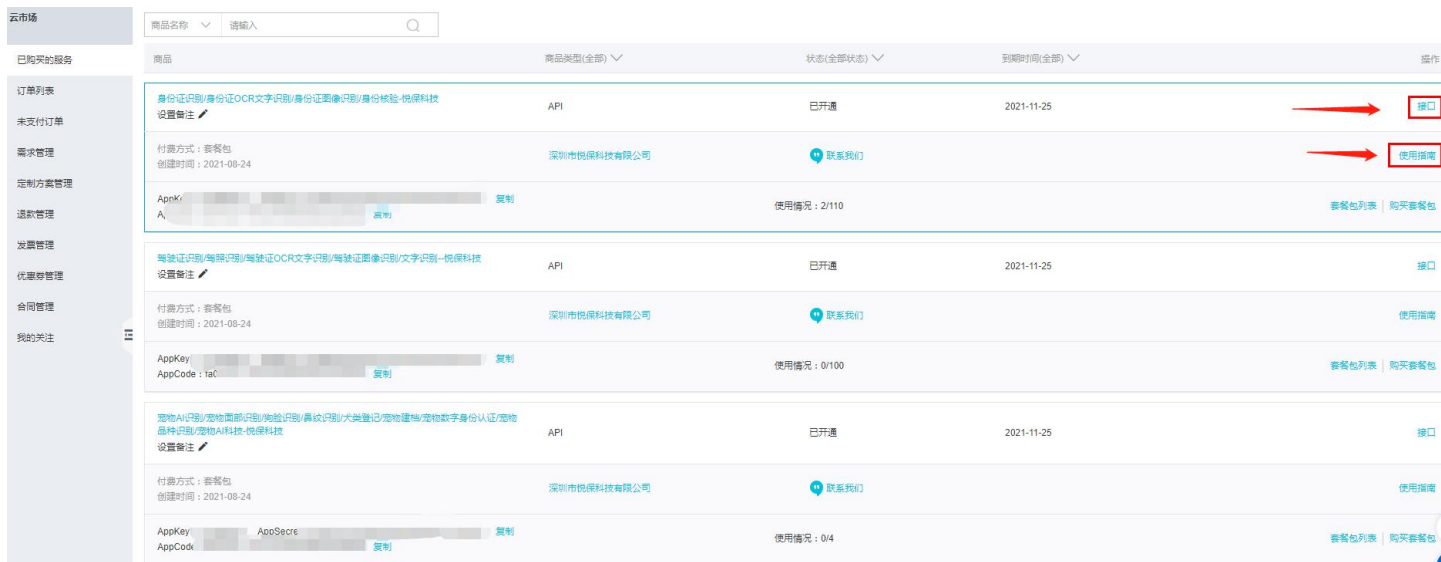 云市场
商品名称 请输入
已购买的服务
订单列表
未支付订单
需求管理
定制方案管理
退款管理
发票管理
优惠券管理
合同管理
我的关注
商品 商品类型(全部) 状态(全部状态) 到期时间(全部) 操作
身份证识别/身份证OCR文字识别/身份证图像识别/身份核验-悦保科技
设置备注
API 已开通 2021-11-25 接口
付费方式：套餐包
创建时间：2021-08-24
深圳市悦保科技有限公司 联系我们 使用指南
AppK 复制
A 复制
使用情况：2/110 套餐包列表 购买套餐包
驾驶证识别/驾照识别/驾驶证OCR文字识别/驾驶证图像识别/文字识别--悦保科技
设置备注
API 已开通 2021-11-25 接口
付费方式：套餐包
创建时间：2021-08-24
深圳市悦保科技有限公司 联系我们 使用指南
AppKey 复制
AppCode： 复制
使用情况：0/100 套餐包列表 购买套餐包
宠物AI识别/宠物面部识别/狗脸识别/鼻纹识别/犬类登记/宠物建档/宠物数字身份认证/宠物
品种识别/宠物AI科技-悦保科技
设置备注
API 已开通 2021-11-25 接口
付费方式：套餐包
创建时间：2021-08-24
深圳市悦保科技有限公司 联系我们 使用指南
AppKey AppSecre 复制
AppCode 复制
使用情况：0/4 套餐包列表 购买套餐包